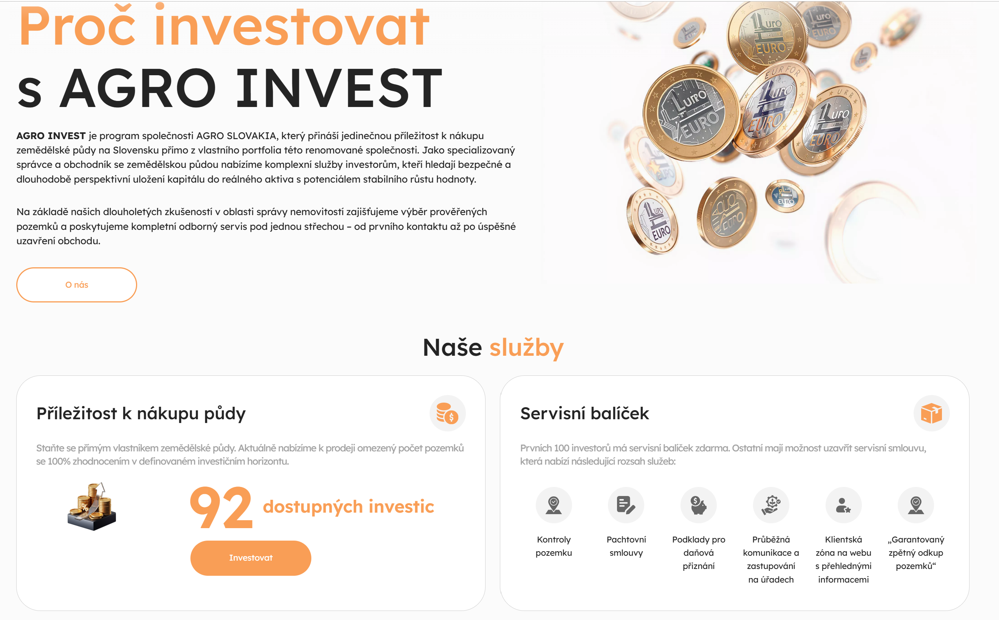 Proč investovat
s AGRO INVEST
AGRO INVEST je program společnosti AGRO SLOVAKIA, který přináší jedinečnou příležitost k nákupu
zemědělské půdy na Slovensku přímo z vlastního portfolia této renomované společnosti. Jako specializovaný
správce a obchodník se zemědělskou půdou nabízíme komplexní služby investorům, kteří hledají bezpečné a
dlouhodobě perspektivní uložení kapitálu do reálného aktiva s potenciálem stabilního růstu hodnoty.
Na základě našich dlouholetých zkušeností v oblasti správy nemovitostí zajišťujeme výběr prověřených
pozemků a poskytujeme kompletní odborný servis pod jednou střechou – od prvního kontaktu až po úspěšné
uzavření obchodu.
O nás
EURO
EURO
EURO
EURO
EURO
EURO
EURO
Naše služby
Příležitost k nákupu půdy
Staňte se přímým vlastníkem zemědělské půdy. Aktuálně nabízíme k prodeji omezený počet pozemků
se 100% zhodnocením v definovaném investičním horizontu.
%
92 dostupných investic
Investovat
Servisní balíček
Prvních 100 investorů má servisní balíček zdarma. Ostatní mají možnost uzavřít servisní smlouvu,
která nabízí následující rozsah služeb:
Kontroly
pozemku
Pachtovní
smlouvy
Podklady pro
daňová
přiznání
Průběžná
komunikace a
zastupování
na úřadech
Klientská
zóna na webu
s přehlednými
informacemi
„Garantovaný
zpětný odkup
pozemků“